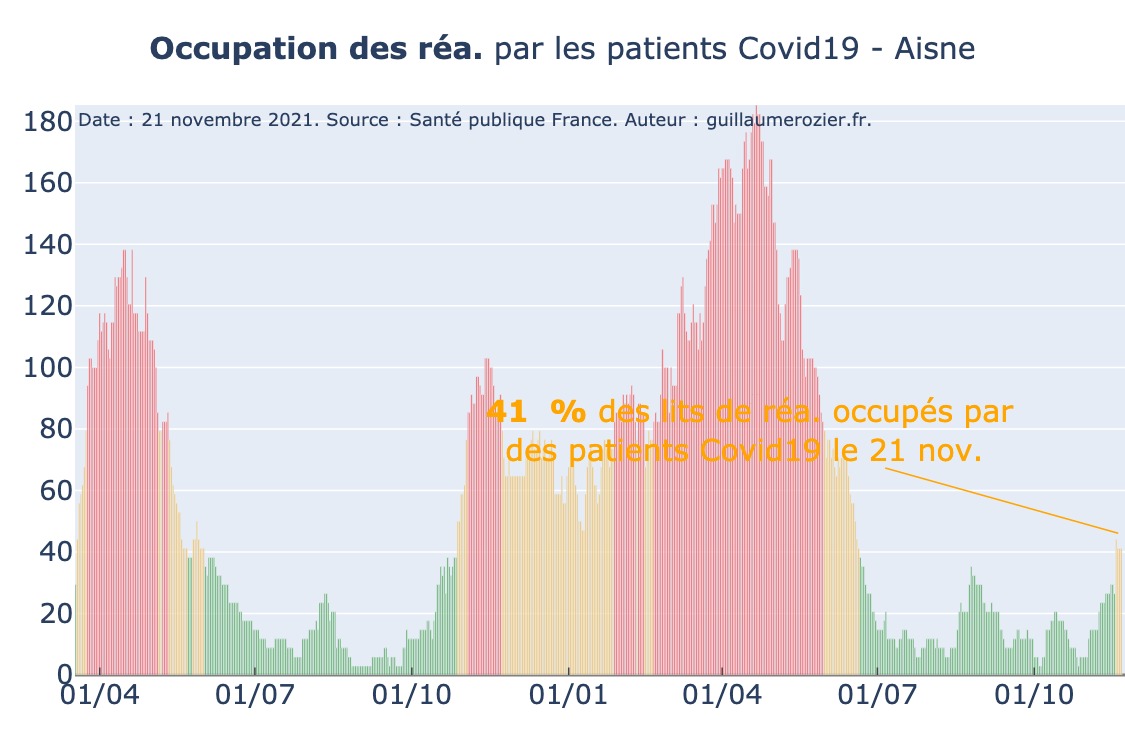 Occupation des réa. par les patients Covid19 - Aisne
180
Date : 21 novembre 2021. Source : Santé publique France. Auteur : guillaumerozier.fr.
160
140
120
100
41 % des lits de réa. occupés par
80
des patients Covid19 le 21 nov.
60
40
20
0
01/04 01/07 01/10 01/01 01/04 01/07 01/10